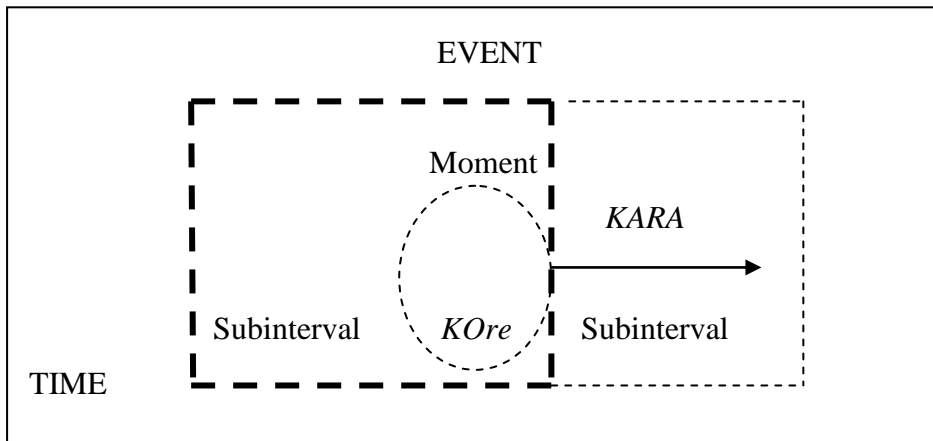 EVENT
Moment
KARA
Subinterval KOre Subinterval
TIME